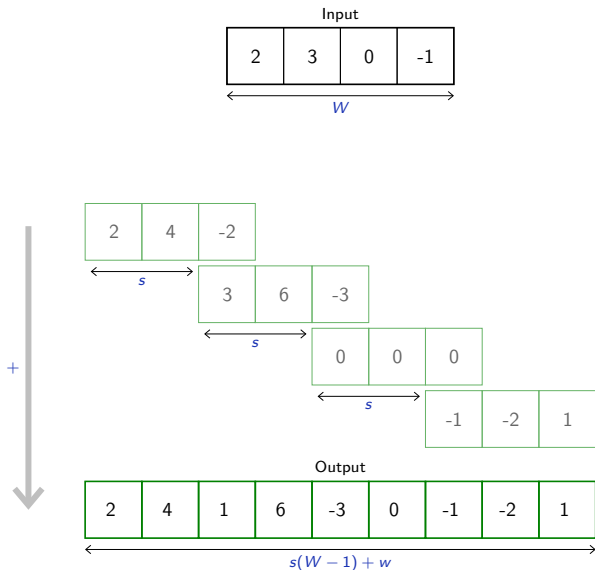 Input
2 3 0 -1
W
2 4 -2
s
3 6 -3
s
0 0 0
s
+
-1 -2 1
Output
2 4 1 6 -3 0 -1 -2 1
s(W − 1) + w